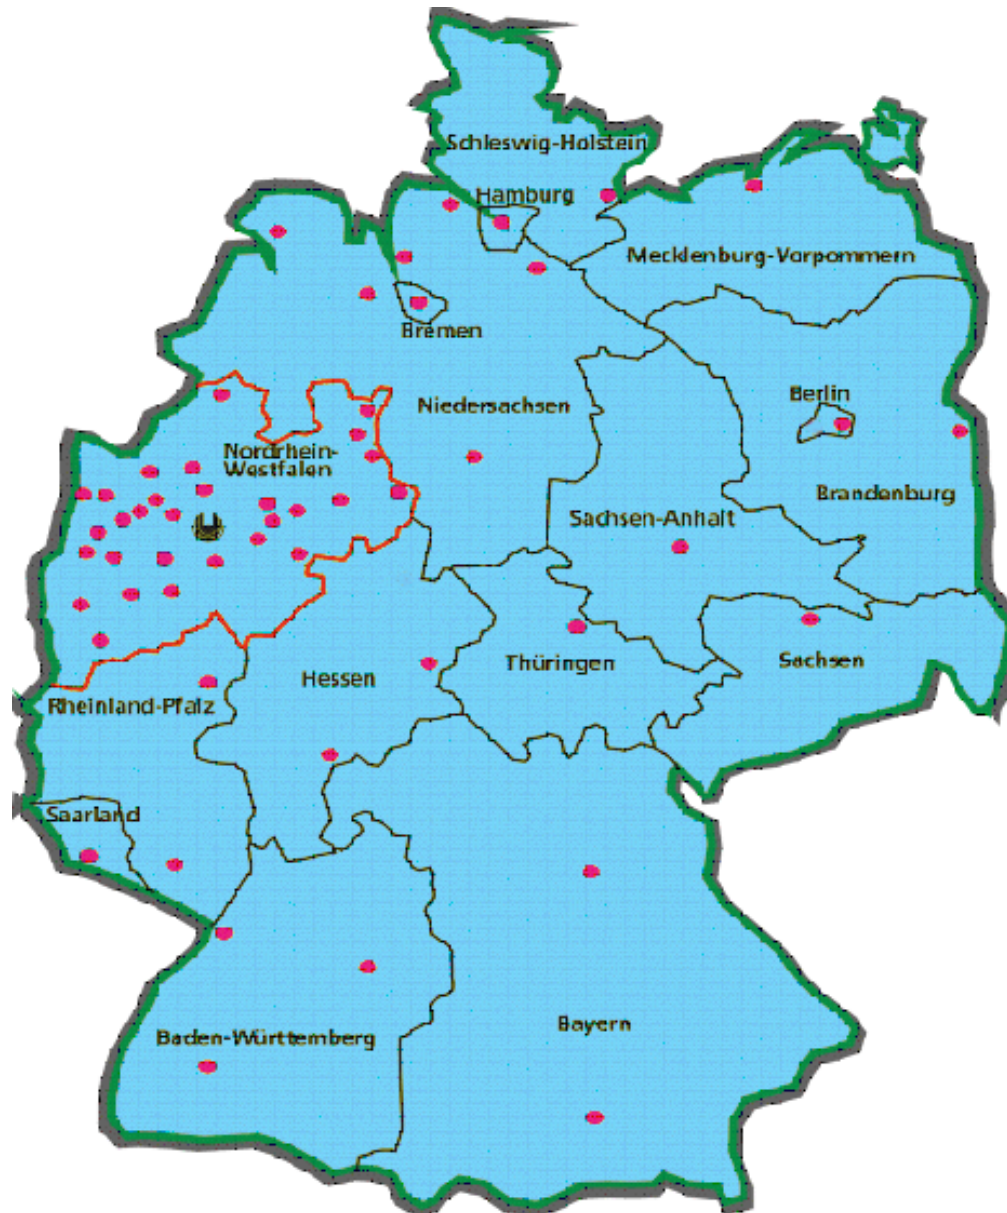 Schleswig-Holstein
Hamburg
Mecklenburg-Vorpommern
Bremen
Berlin
Niedersachsen
Nordrhein-
Westfalen
Brandenburg
Sachsen-Anhalt
Sachsen
Thüringen
Hessen
Rheinland-Pfalz
Saarland
Bayern
Baden-Württemberg